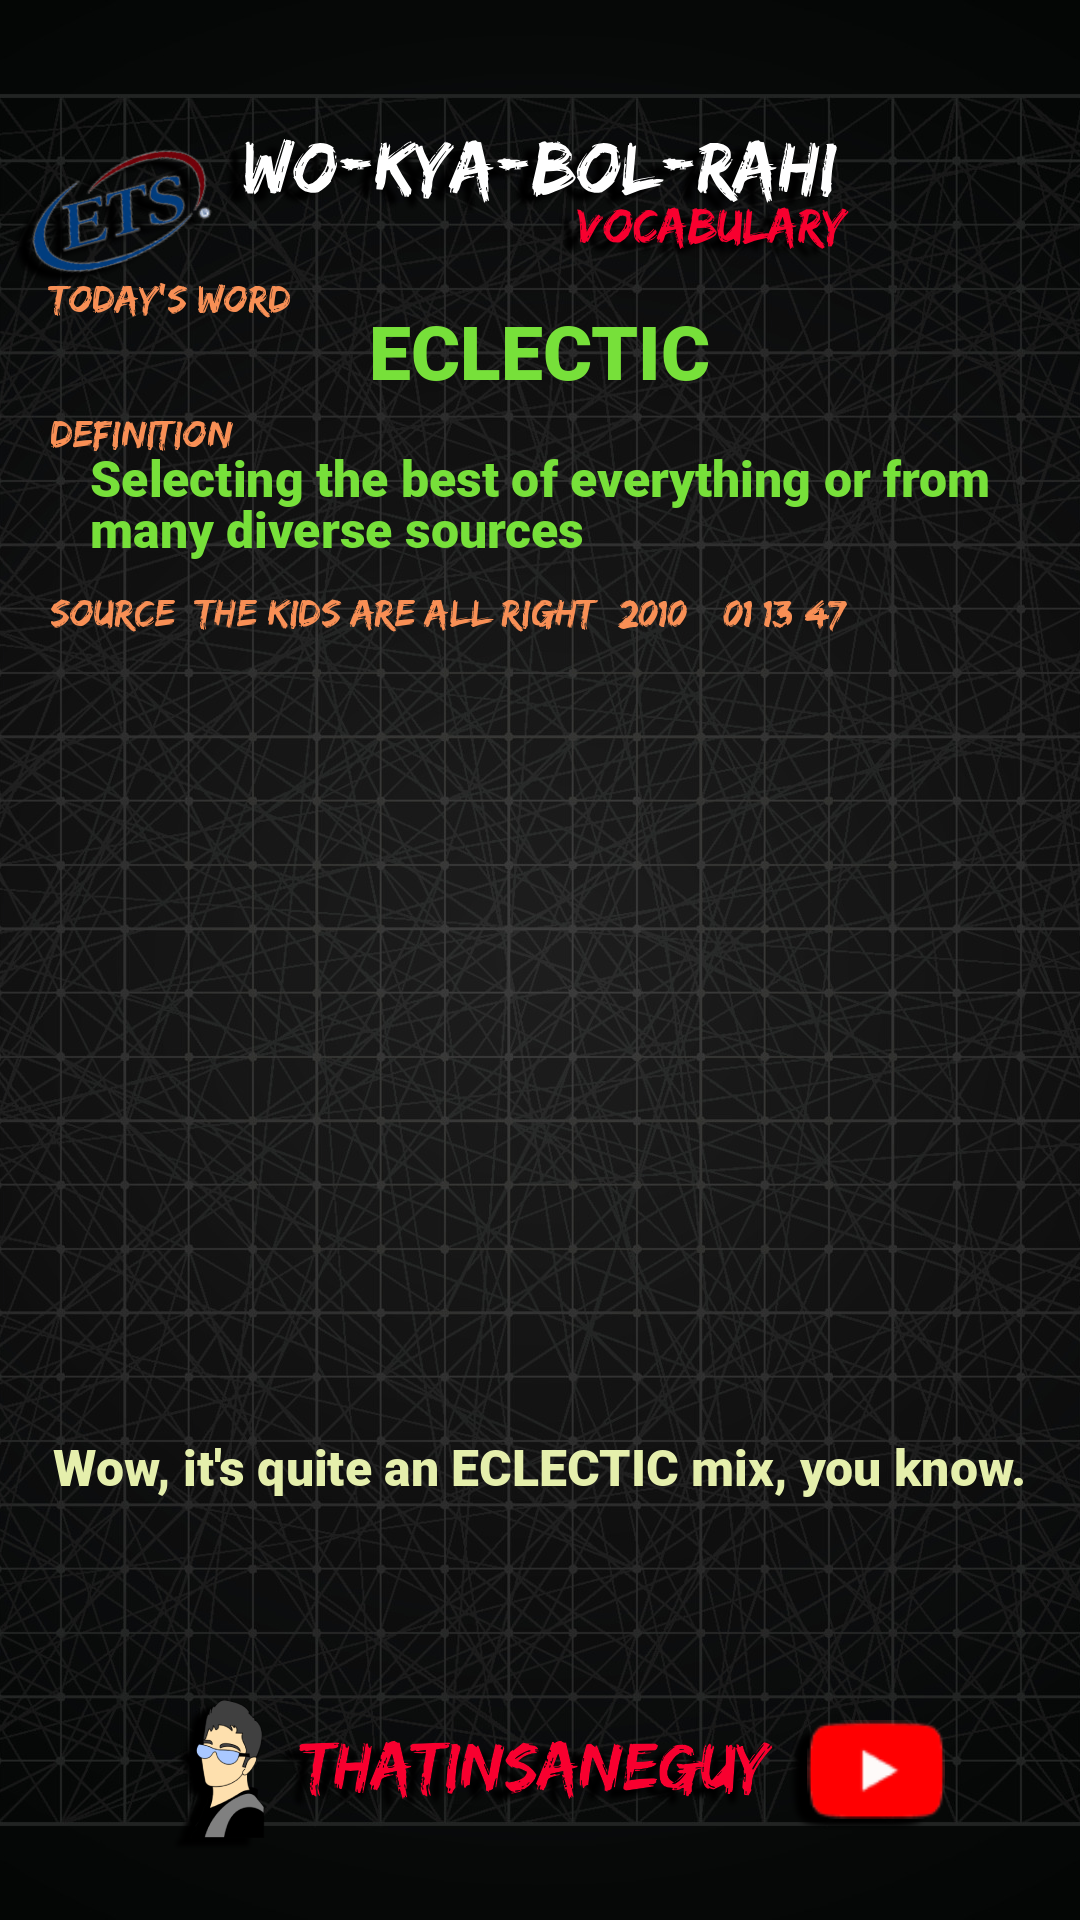 WO-KYA-BOL-RAHI
VOCABULARY
ETS
TODAY'S WORD
ECLECTIC
DEFINITION
Selecting the best of everything or from
many diverse sources
SOURCE THE KIDS ARE ALL RIGHT 2010 01 13 47
Wow, it's quite an ECLECTIC mix, you know.
THATINSANEGUY